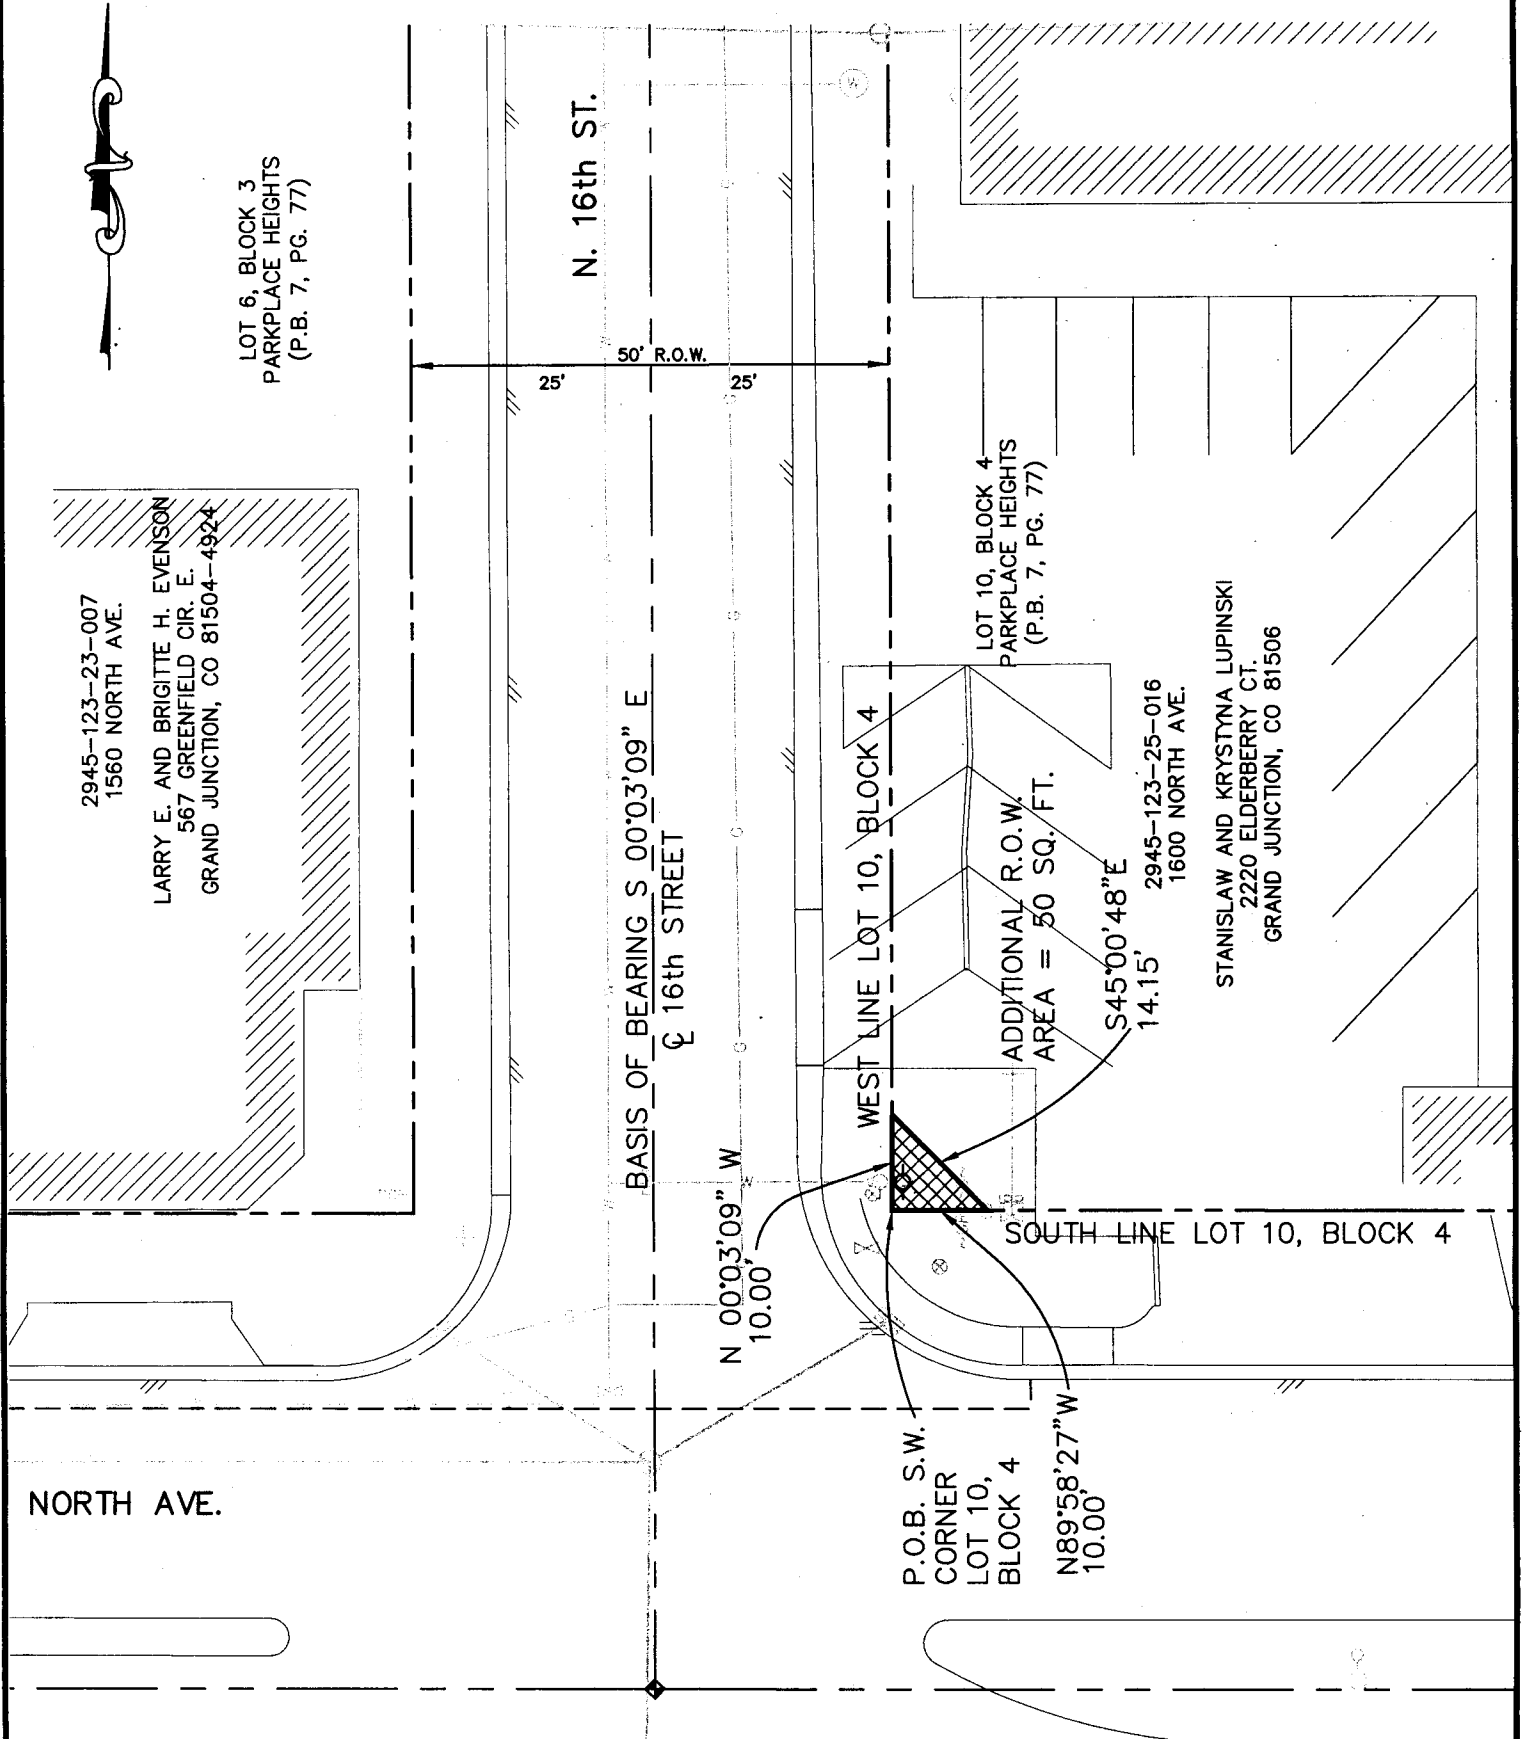 LOT 6, BLOCK 3
PARKPLACE HEIGHTS
(P.B. 7, PG. 77)
N. 16th ST.
50' R.O.W.
25'
25'
2945-123-23-007
1560 NORTH AVE.
LARRY E. AND BRIGITTE H. EVENSON
567 GREENFIELD CIR. E.
GRAND JUNCTION, CO 81504-4924
BASIS OF BEARING S 00°03'09" E
℄ 16th STREET
WEST LINE LOT 10, BLOCK 4
LOT 10, BLOCK 4
PARKPLACE HEIGHTS
(P.B. 7, PG. 77)
ADDITIONAL R.O.W.
AREA = 50 SQ. FT.
S45°00'48"E
14.15'
2945-123-25-016
1600 NORTH AVE.
STANISLAW AND KRYSTYNA LUPINSKI
2220 ELDERBERRY CT.
GRAND JUNCTION, CO 81506
N 00°03'09" W
10.00'
SOUTH LINE LOT 10, BLOCK 4
P.O.B. S.W.
CORNER
LOT 10,
BLOCK 4
N89°58'27"W
10.00'
NORTH AVE.